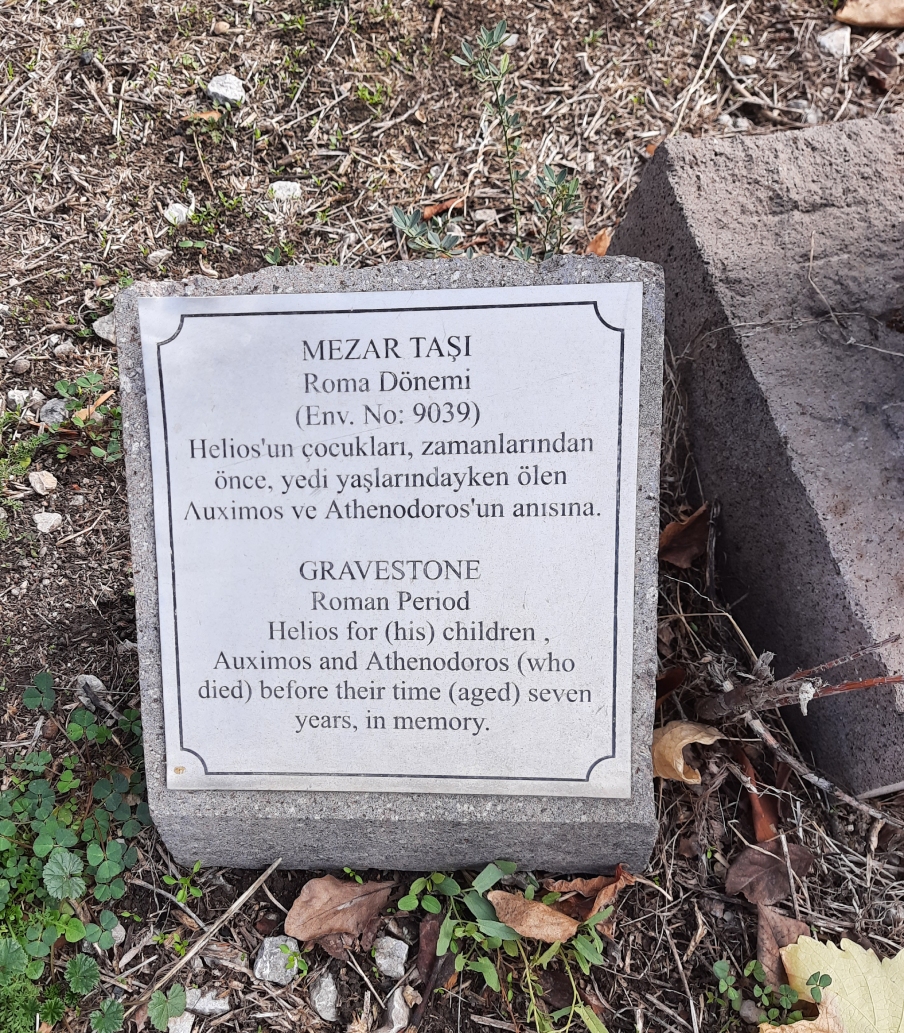 MEZAR TAŞI
Roma Dönemi
(Env. No: 9039)
Helios'un çocukları, zamanlarından
önce, yedi yaşlarındayken ölen
Auximos ve Athenodoros'un anısına.
GRAVESTONE
Roman Period
Helios for (his) children ,
Auximos and Athenodoros (who
died) before their time (aged) seven
years, in memory.